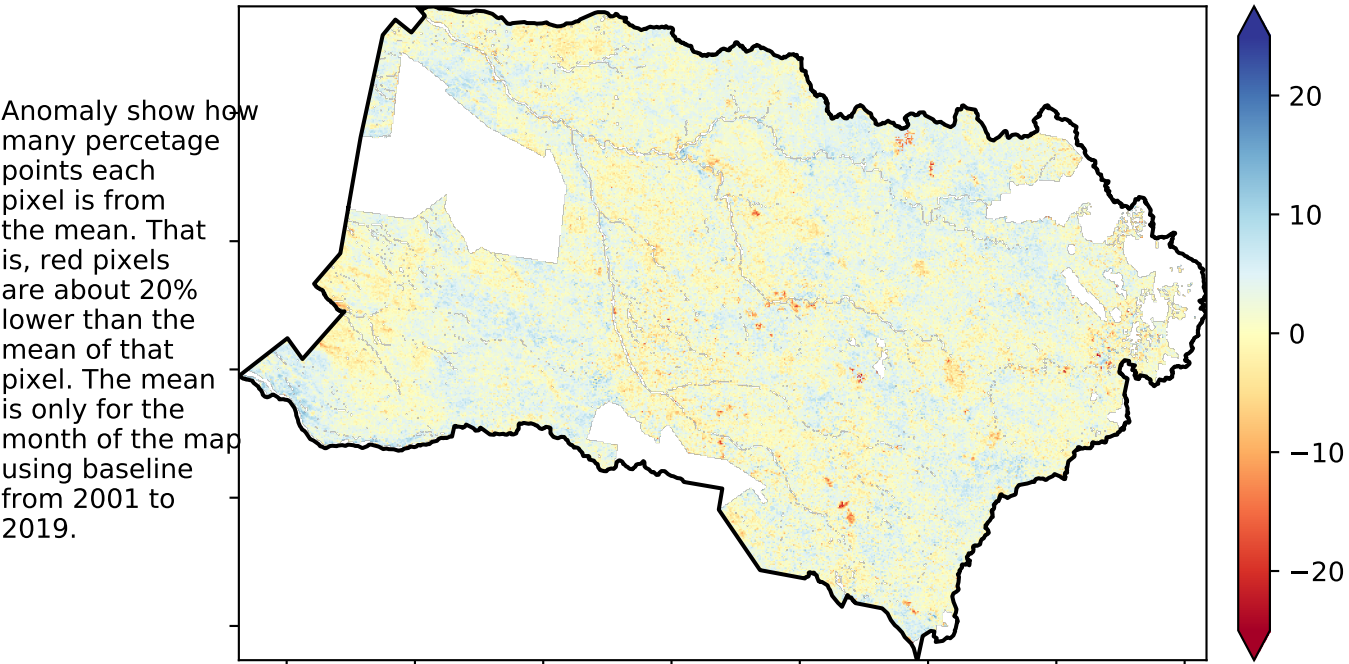 Anomaly show how
many percetage
points each
pixel is from
the mean. That
is, red pixels
are about 20%
lower than the
mean of that
pixel. The mean
is only for the
month of the map
using baseline
from 2001 to
2019.
20
10
0
−10
−20